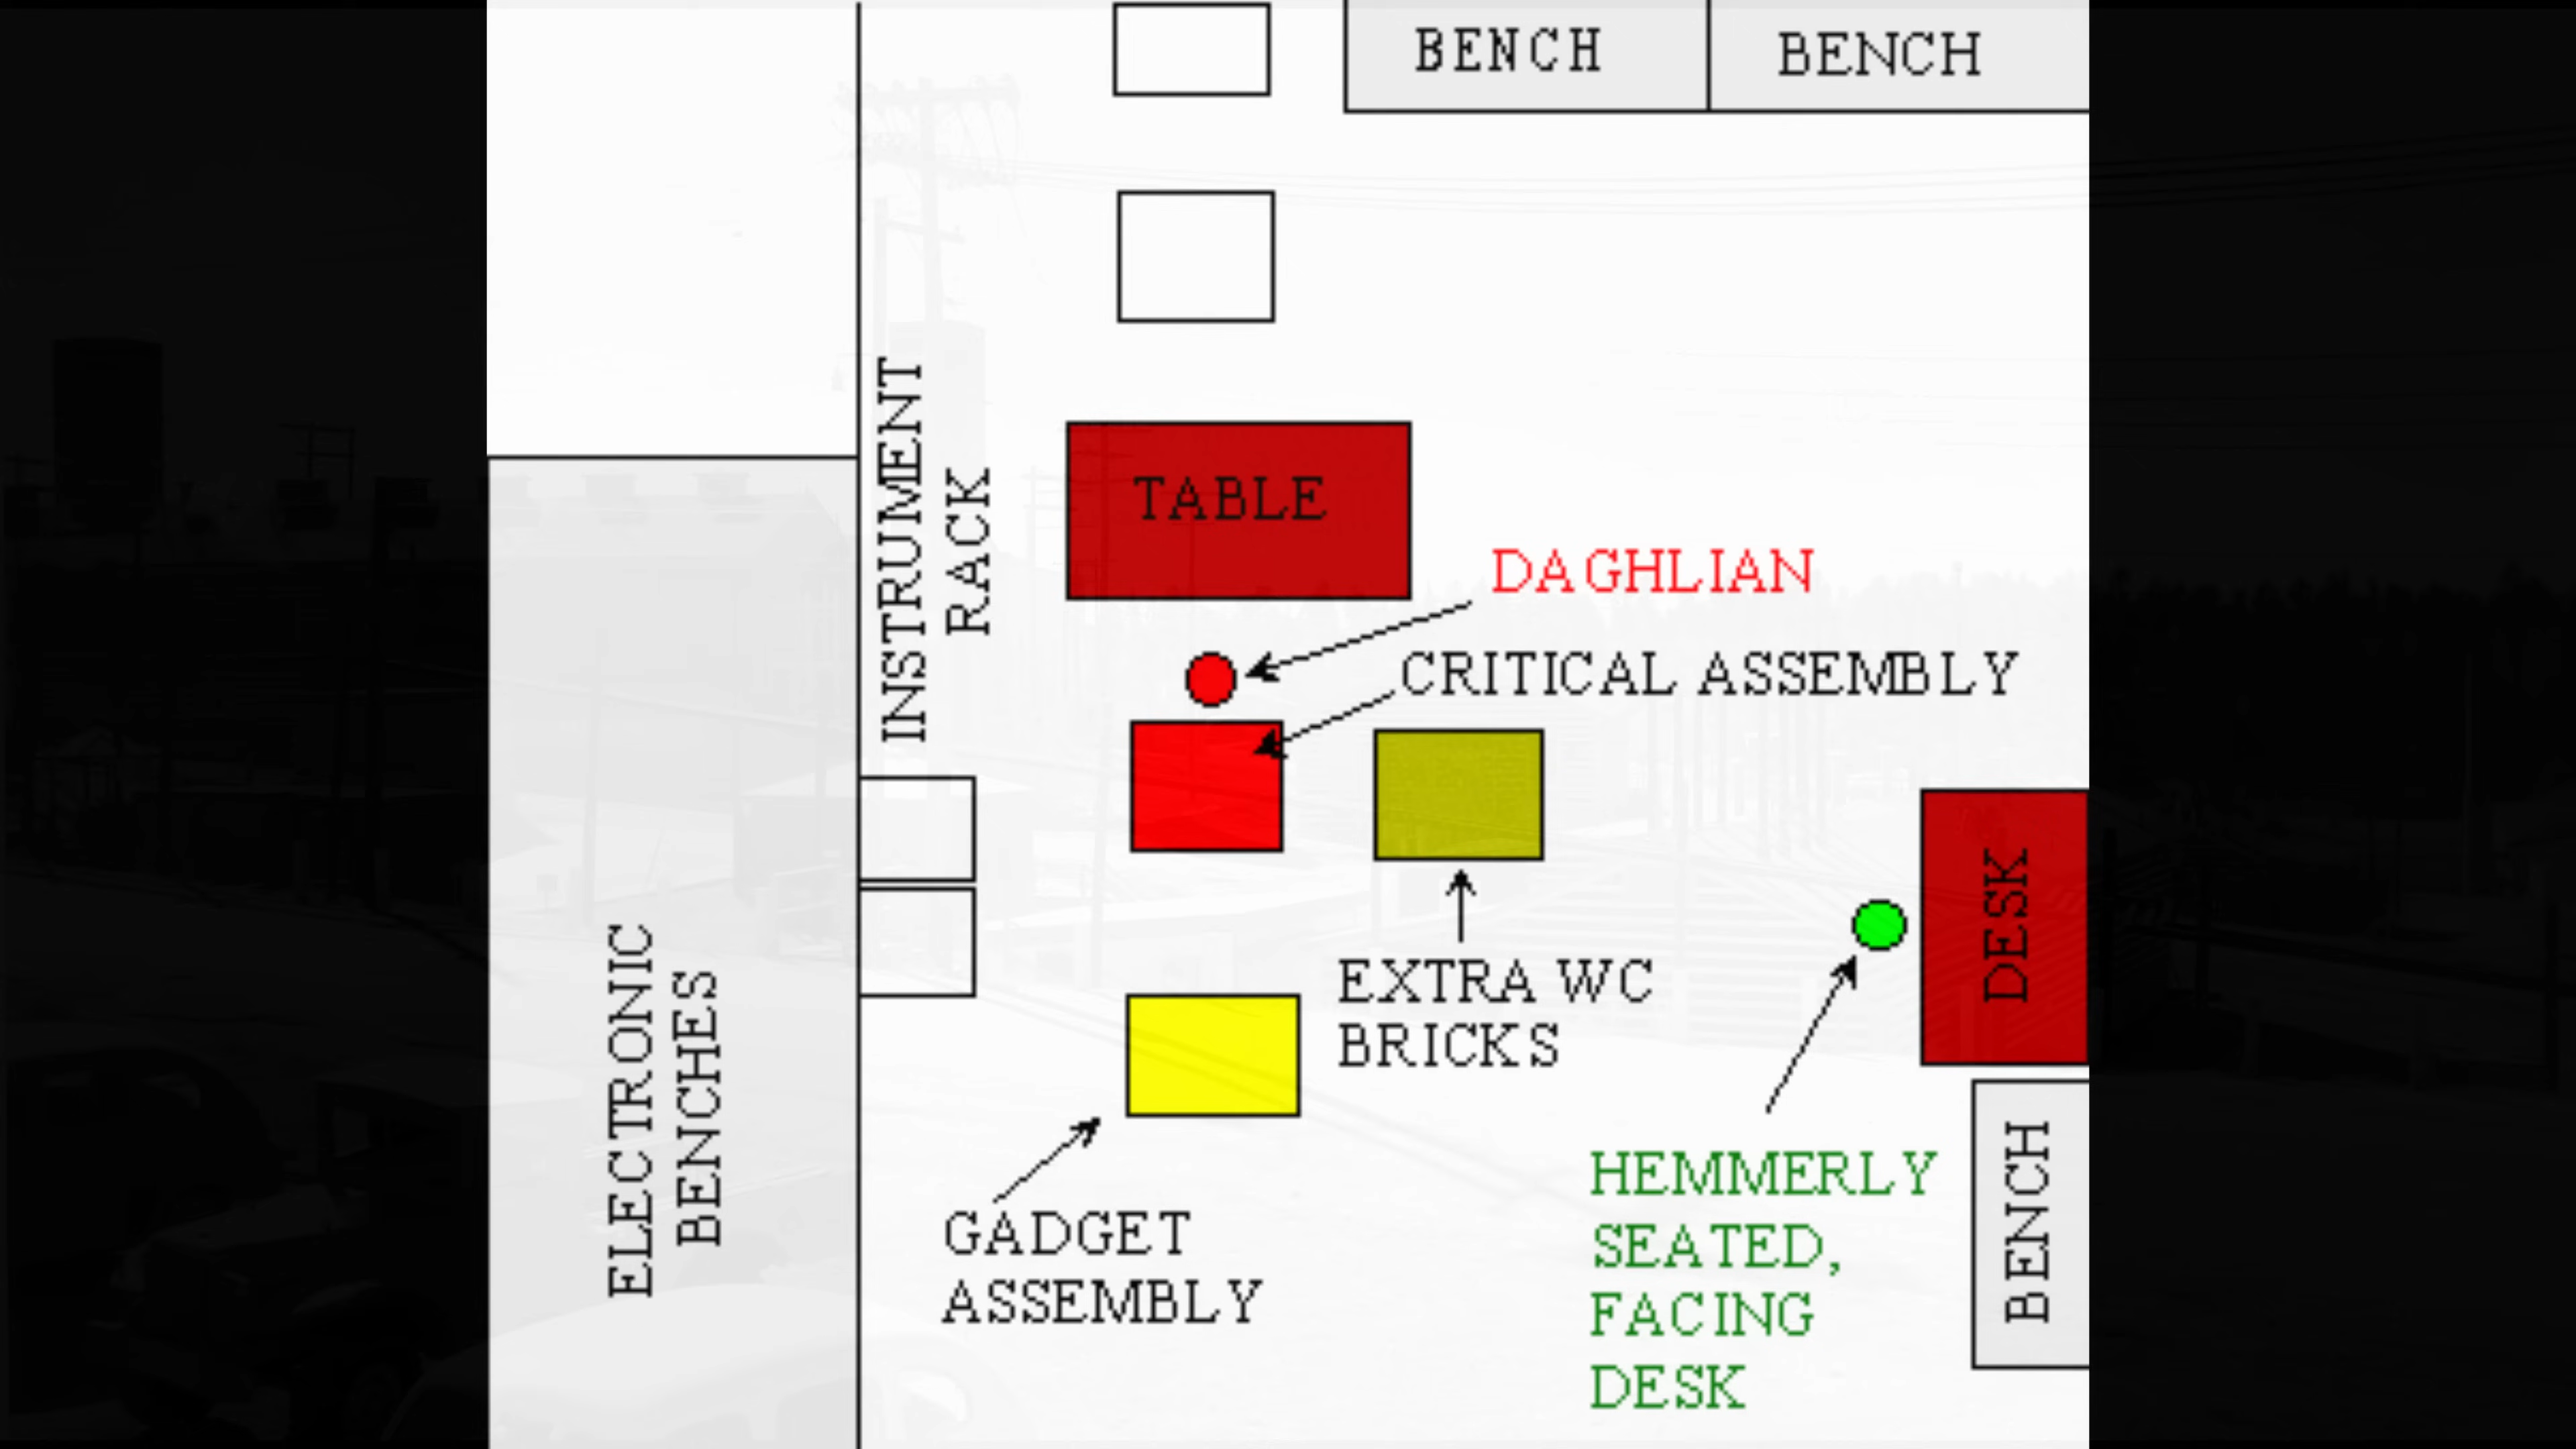 BENCH
BENCH
INSTRUMENT
RACK
TABLE
DAGHLIAN
CRITICAL ASSEMBLY
DESK
EXTRA WC
BRICKS
ELECTRONIC
BENCHES
GADGET
ASSEMBLY
HEMMERLY
SEATED,
FACING
DESK
BENCH